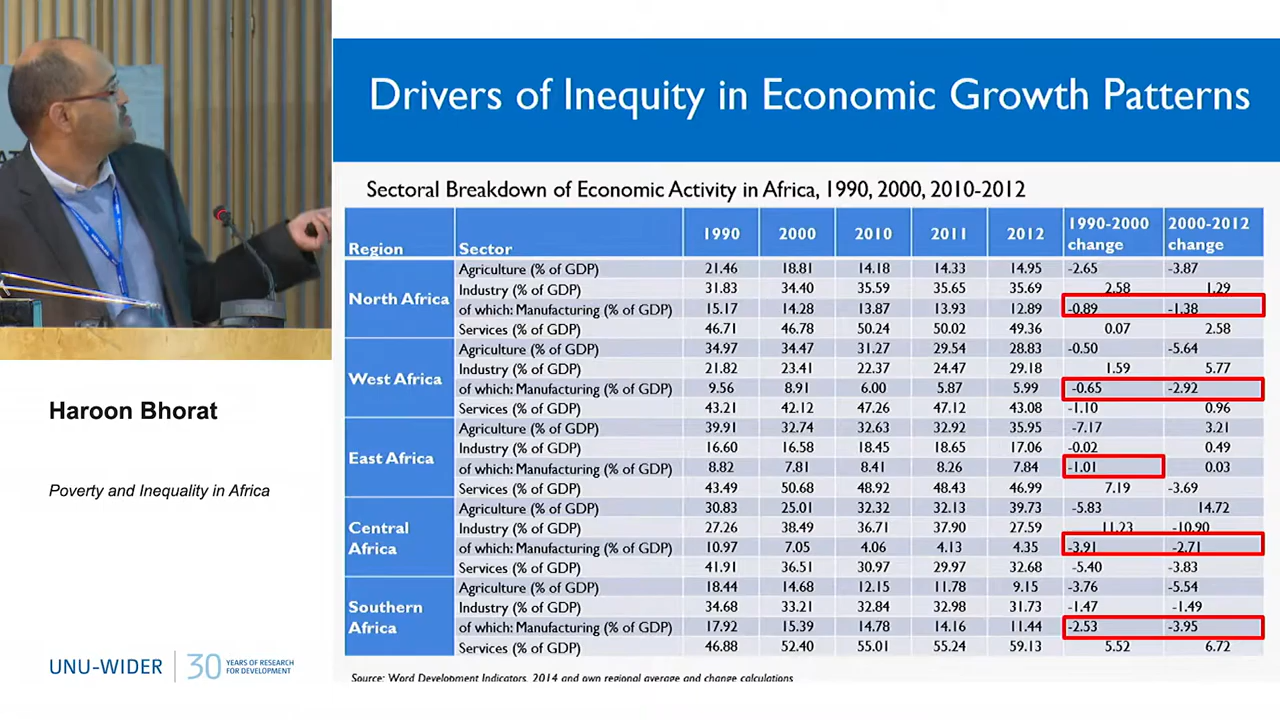 Drivers of Inequity in Economic Growth Patterns
Sectoral Breakdown of Economic Activity in Africa, 1990, 2000, 2010-2012
Region Sector 1990 2000 2010 2011 2012 1990-2000 change 2000-2012 change
North Africa
Agriculture (% of GDP) 21.46 18.81 14.18 14.33 14.95 -2.65 -3.87
Industry (% of GDP) 31.83 34.40 35.59 35.65 35.69 2.58 1.29
of which: Manufacturing (% of GDP) 15.17 14.28 13.87 13.93 12.89 -0.89 -1.38
Services (% of GDP) 46.71 46.78 50.24 50.02 49.36 0.07 2.58
West Africa
Agriculture (% of GDP) 34.97 34.47 31.27 29.54 28.83 -0.50 -5.64
Industry (% of GDP) 21.82 23.41 22.37 24.47 29.18 1.59 5.77
of which: Manufacturing (% of GDP) 9.56 8.91 6.00 5.87 5.99 -0.65 -2.92
Services (% of GDP) 43.21 42.12 47.26 47.12 43.08 -1.10 0.96
East Africa
Agriculture (% of GDP) 39.91 32.74 32.63 32.92 35.95 -7.17 3.21
Industry (% of GDP) 16.60 16.58 18.45 18.65 17.06 -0.02 0.49
of which: Manufacturing (% of GDP) 8.82 7.81 8.41 8.26 7.84 -1.01 0.03
Services (% of GDP) 43.49 50.68 48.92 48.43 46.99 7.19 -3.69
Central Africa
Agriculture (% of GDP) 30.83 25.01 32.32 32.13 39.73 -5.83 14.72
Industry (% of GDP) 27.26 38.49 36.71 37.90 27.59 11.23 -10.90
of which: Manufacturing (% of GDP) 10.97 7.05 4.06 4.13 4.35 -3.91 -2.71
Services (% of GDP) 41.91 36.51 30.97 29.97 32.68 -5.40 -3.83
Southern Africa
Agriculture (% of GDP) 18.44 14.68 12.15 11.78 9.15 -3.76 -5.54
Industry (% of GDP) 34.68 33.21 32.84 32.98 31.73 -1.47 -1.49
of which: Manufacturing (% of GDP) 17.92 15.39 14.78 14.16 11.44 -2.53 -3.95
Services (% of GDP) 46.88 52.40 55.01 55.24 59.13 5.52 6.72
Source: Word Development Indicators, 2014 and own regional average and change calculations
Haroon Bhorat
Poverty and Inequality in Africa
UNU-WIDER
30 YEARS OF RESEARCH
FOR DEVELOPMENT